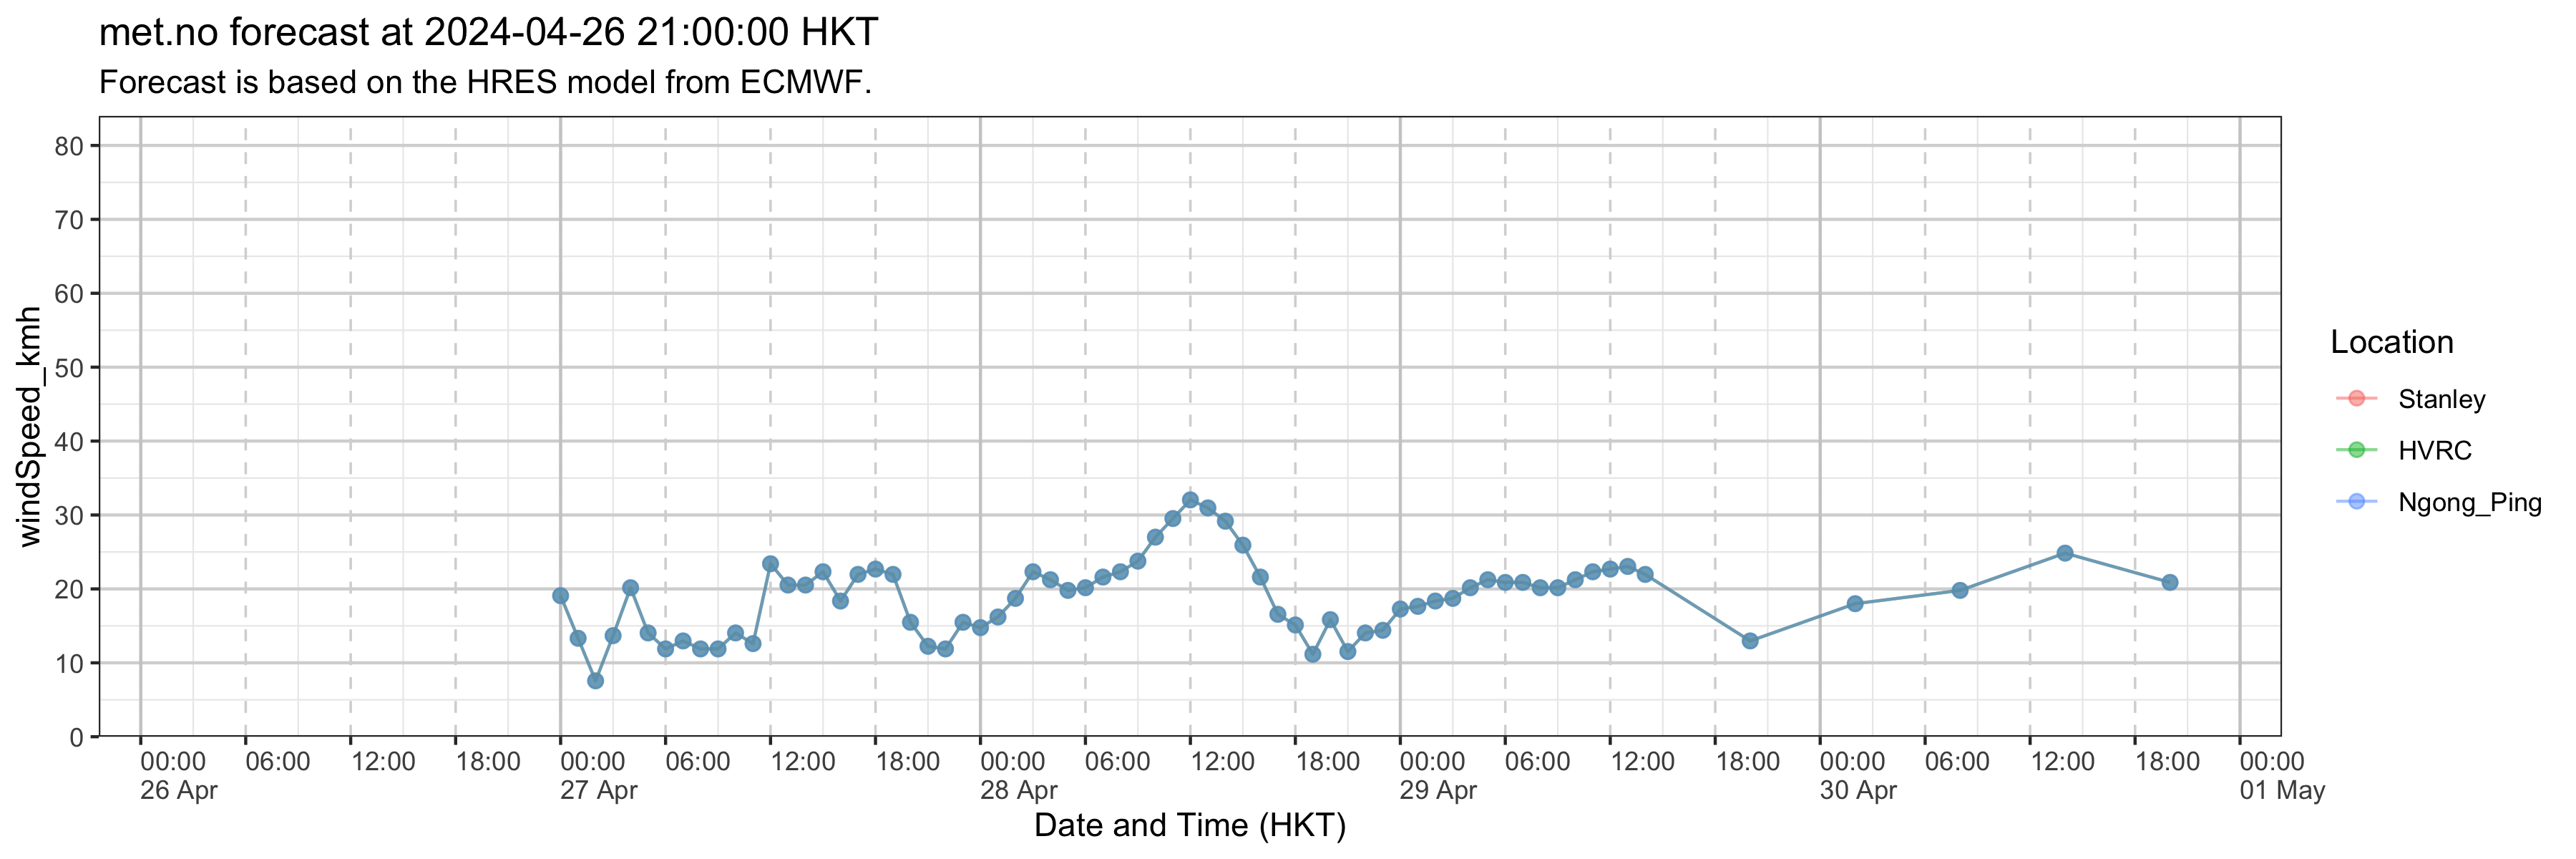 met.no forecast at 2024-04-26 21:00:00 HKT
Forecast is based on the HRES model from ECMWF.
windSpeed_kmh
80
70
60
50
40
30
20
10
0
00:00 06:00 12:00 18:00 00:00 06:00 12:00 18:00 00:00 06:00 12:00 18:00 00:00 06:00 12:00 18:00 00:00 06:00 12:00 18:00 00:00
26 Apr 27 Apr 28 Apr 29 Apr 30 Apr 01 May
Date and Time (HKT)
Location
Stanley
HVRC
Ngong_Ping